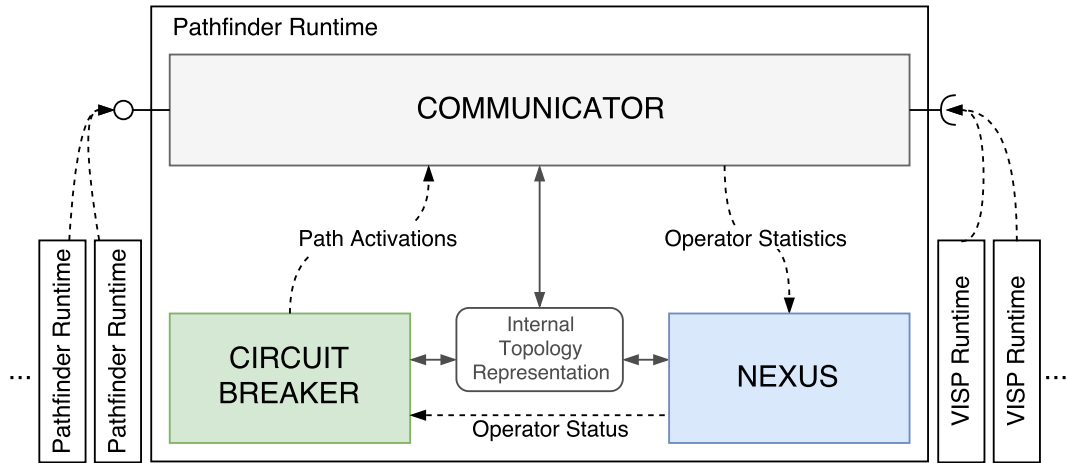 Pathfinder Runtime
COMMUNICATOR
Path Activations
Operator Statistics
Pathfinder Runtime
Pathfinder Runtime
...
CIRCUIT
BREAKER
Internal
Topology
Representation
NEXUS
Operator Status
VISP Runtime
VISP Runtime
...